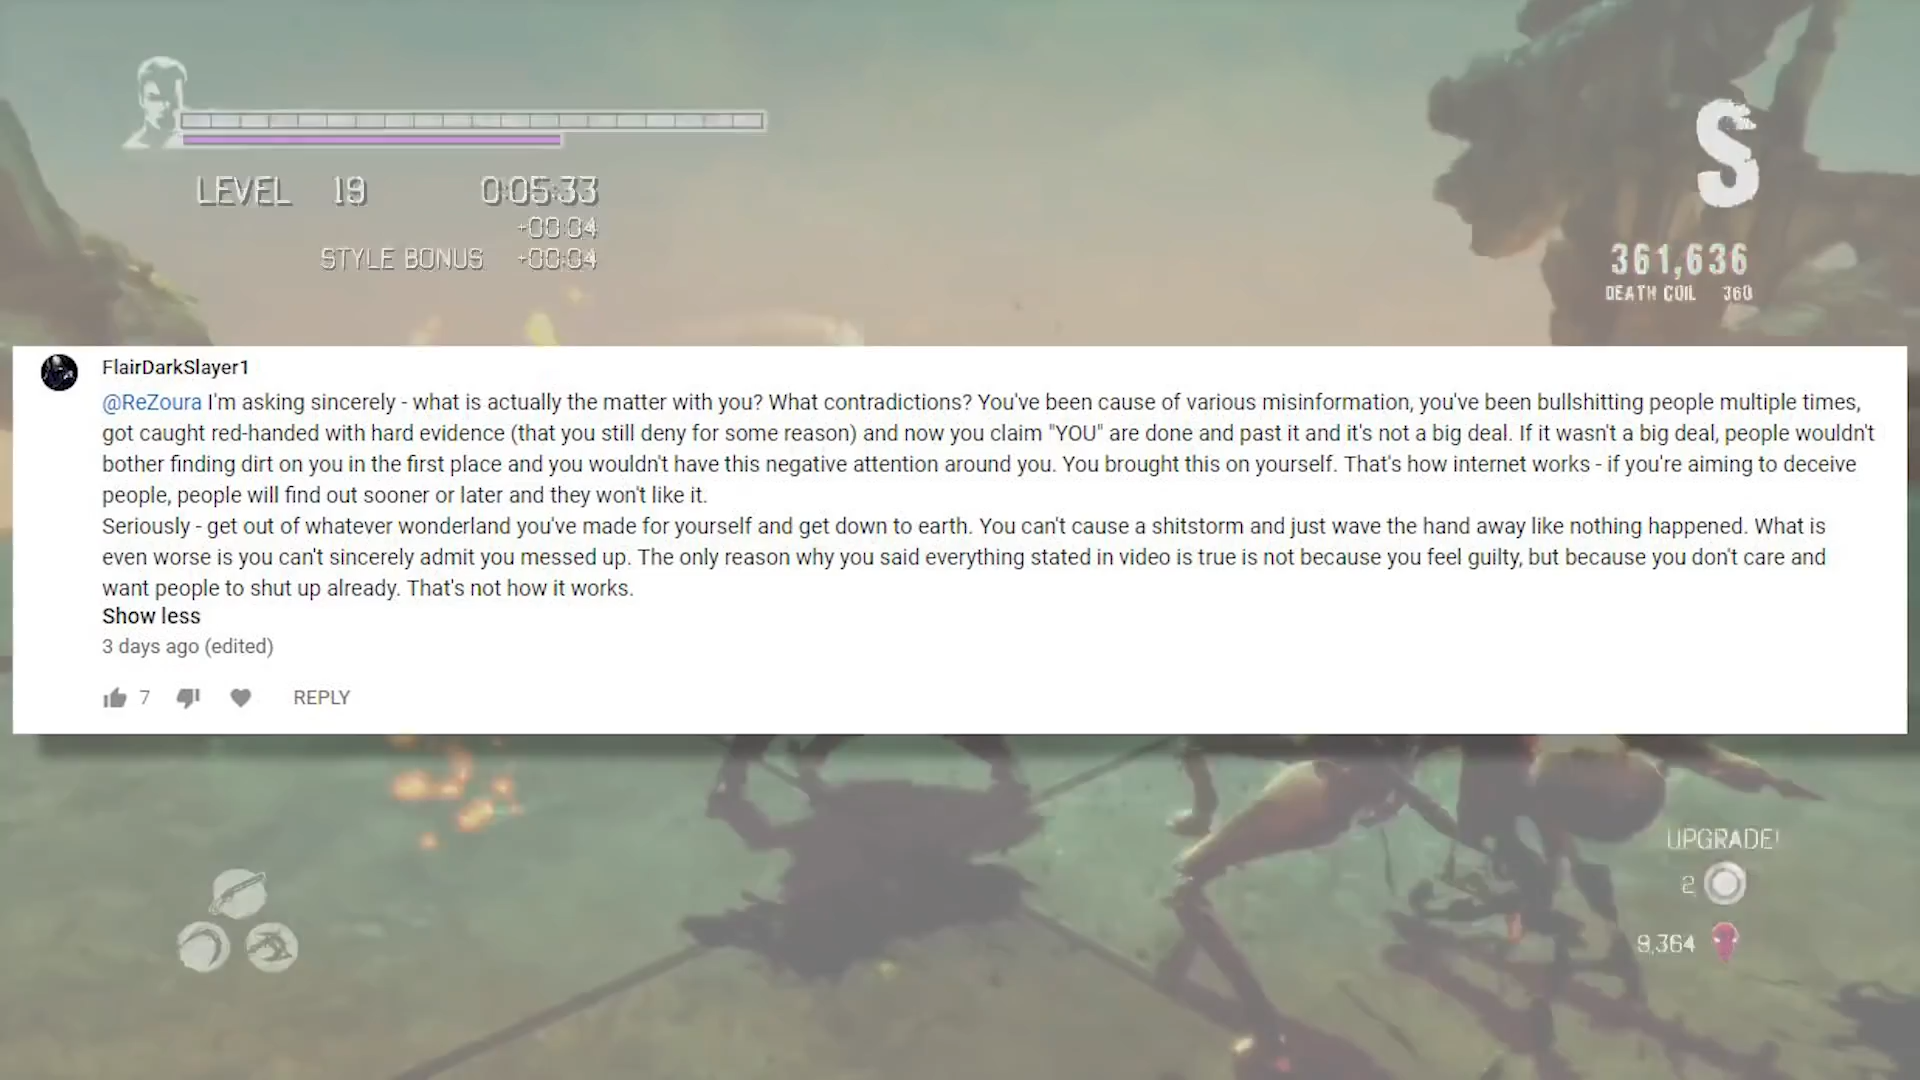 LEVEL 19 0:05:33
+00:04
STYLE BONUS +00:04
S
361,636
DEATH COIL 360
FlairDarkSlayer1
@ReZoura I'm asking sincerely - what is actually the matter with you? What contradictions? You've been cause of various misinformation, you've been bullshitting people multiple times,
got caught red-handed with hard evidence (that you still deny for some reason) and now you claim "YOU" are done and past it and it's not a big deal. If it wasn't a big deal, people wouldn't
bother finding dirt on you in the first place and you wouldn't have this negative attention around you. You brought this on yourself. That's how internet works - if you're aiming to deceive
people, people will find out sooner or later and they won't like it.
Seriously - get out of whatever wonderland you've made for yourself and get down to earth. You can't cause a shitstorm and just wave the hand away like nothing happened. What is
even worse is you can't sincerely admit you messed up. The only reason why you said everything stated in video is true is not because you feel guilty, but because you don't care and
want people to shut up already. That's not how it works.
Show less
3 days ago (edited)
7 REPLY
UPGRADE!
2
9,364